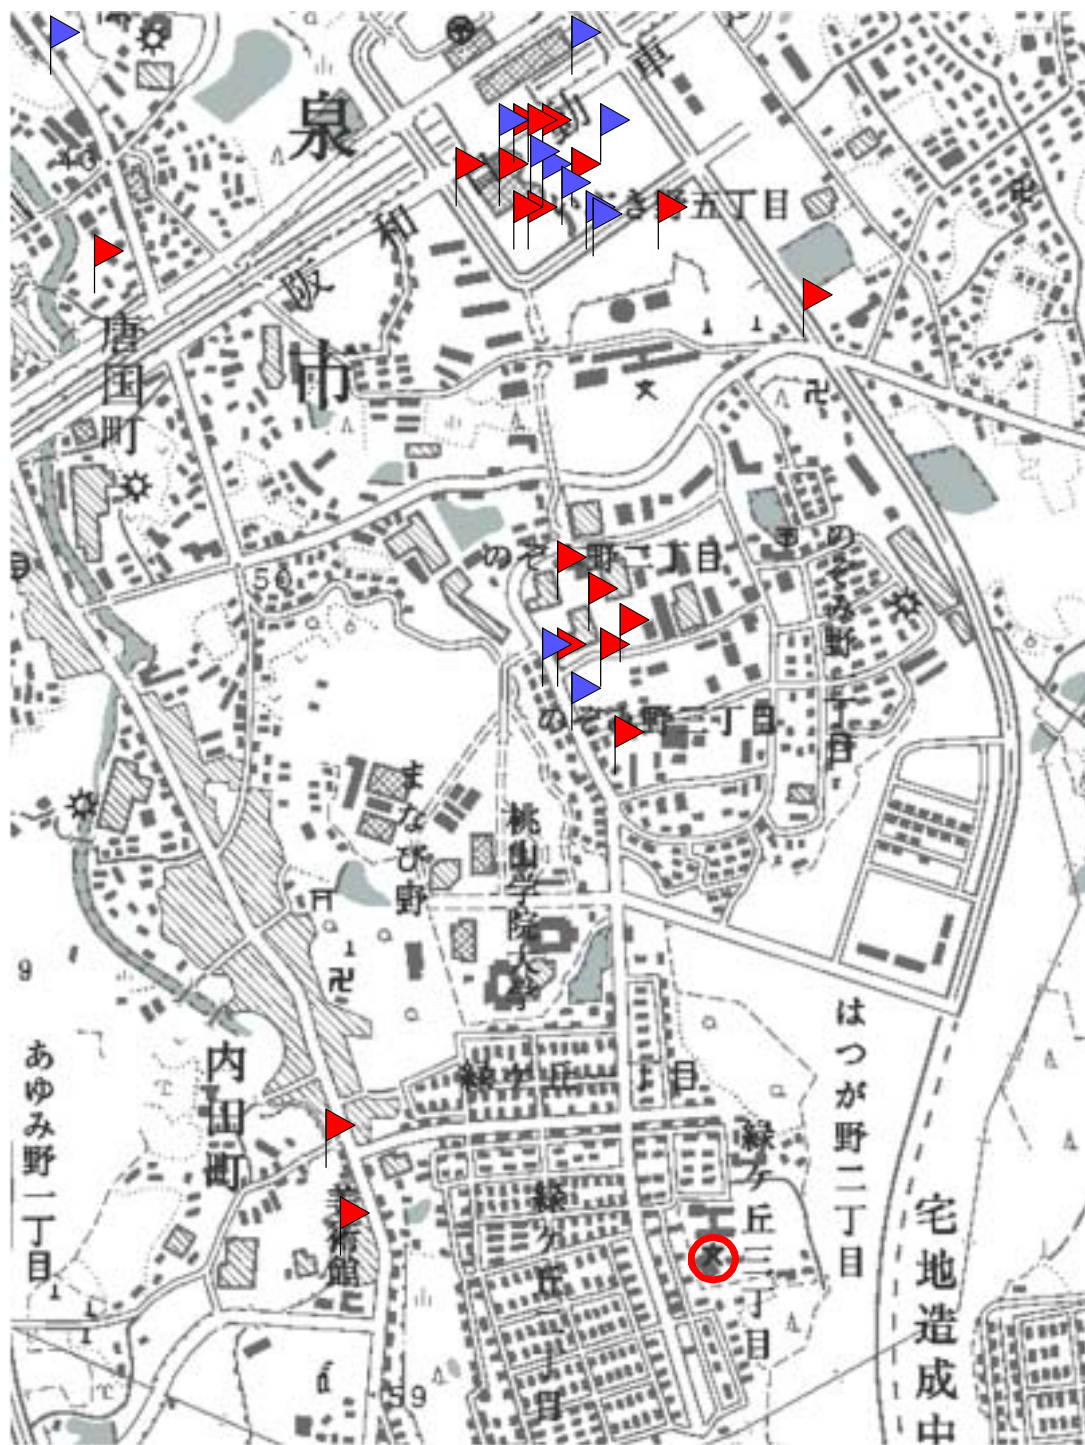 泉
車
動
和
阪
市
唐国町
き野五丁目
50
のぞみ野二丁目
のぞみ野一丁目
のぞみ野三丁目
まなび野
桃山学院大学
9
あゆみ野一丁目
内田町
緑ケ丘一丁目
緑ケ丘三丁目
はつが野二丁目
美術館
緑ケ丘二丁目
宅地造成中
59